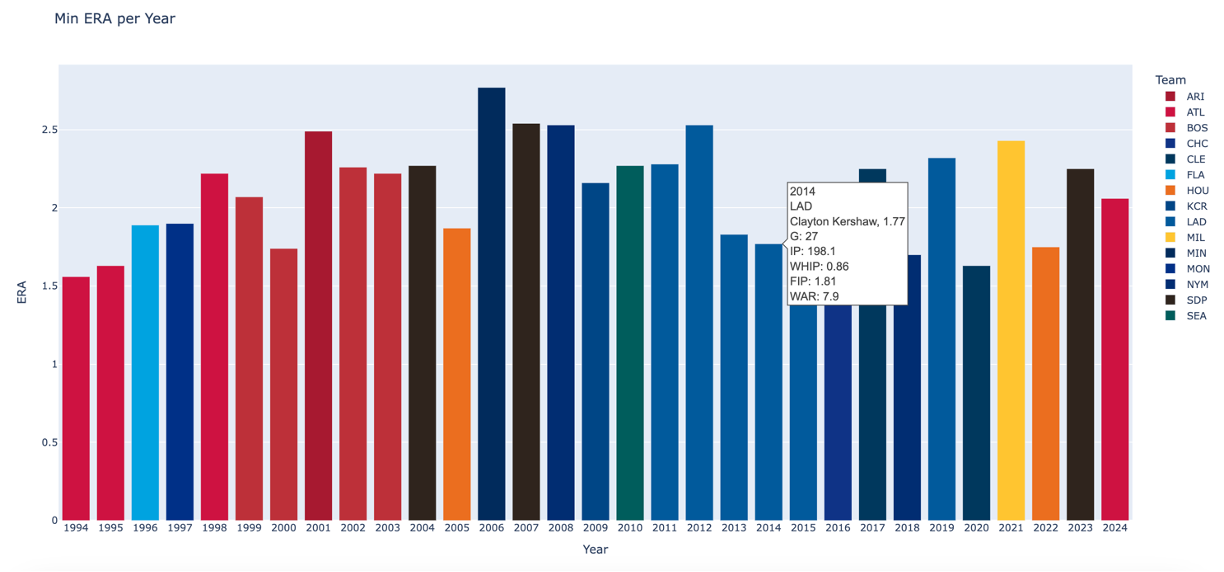 Min ERA per Year
Team
ARI
ATL
BOS
CHC
CLE
FLA
HOU
KCR
LAD
MIL
MIN
MON
NYM
SDP
SEA
ERA
2.5
2
1.5
1
0.5
0
2014
LAD
Clayton Kershaw, 1.77
G: 27
IP: 198.1
WHIP: 0.86
FIP: 1.81
WAR: 7.9
1994 1995 1996 1997 1998 1999 2000 2001 2002 2003 2004 2005 2006 2007 2008 2009 2010 2011 2012 2013 2014 2015 2016 2017 2018 2019 2020 2021 2022 2023 2024
Year